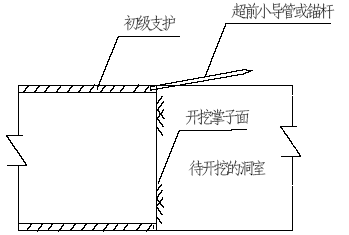 初级支护
超前小导管或锚杆
开挖掌子面
待开挖的洞室